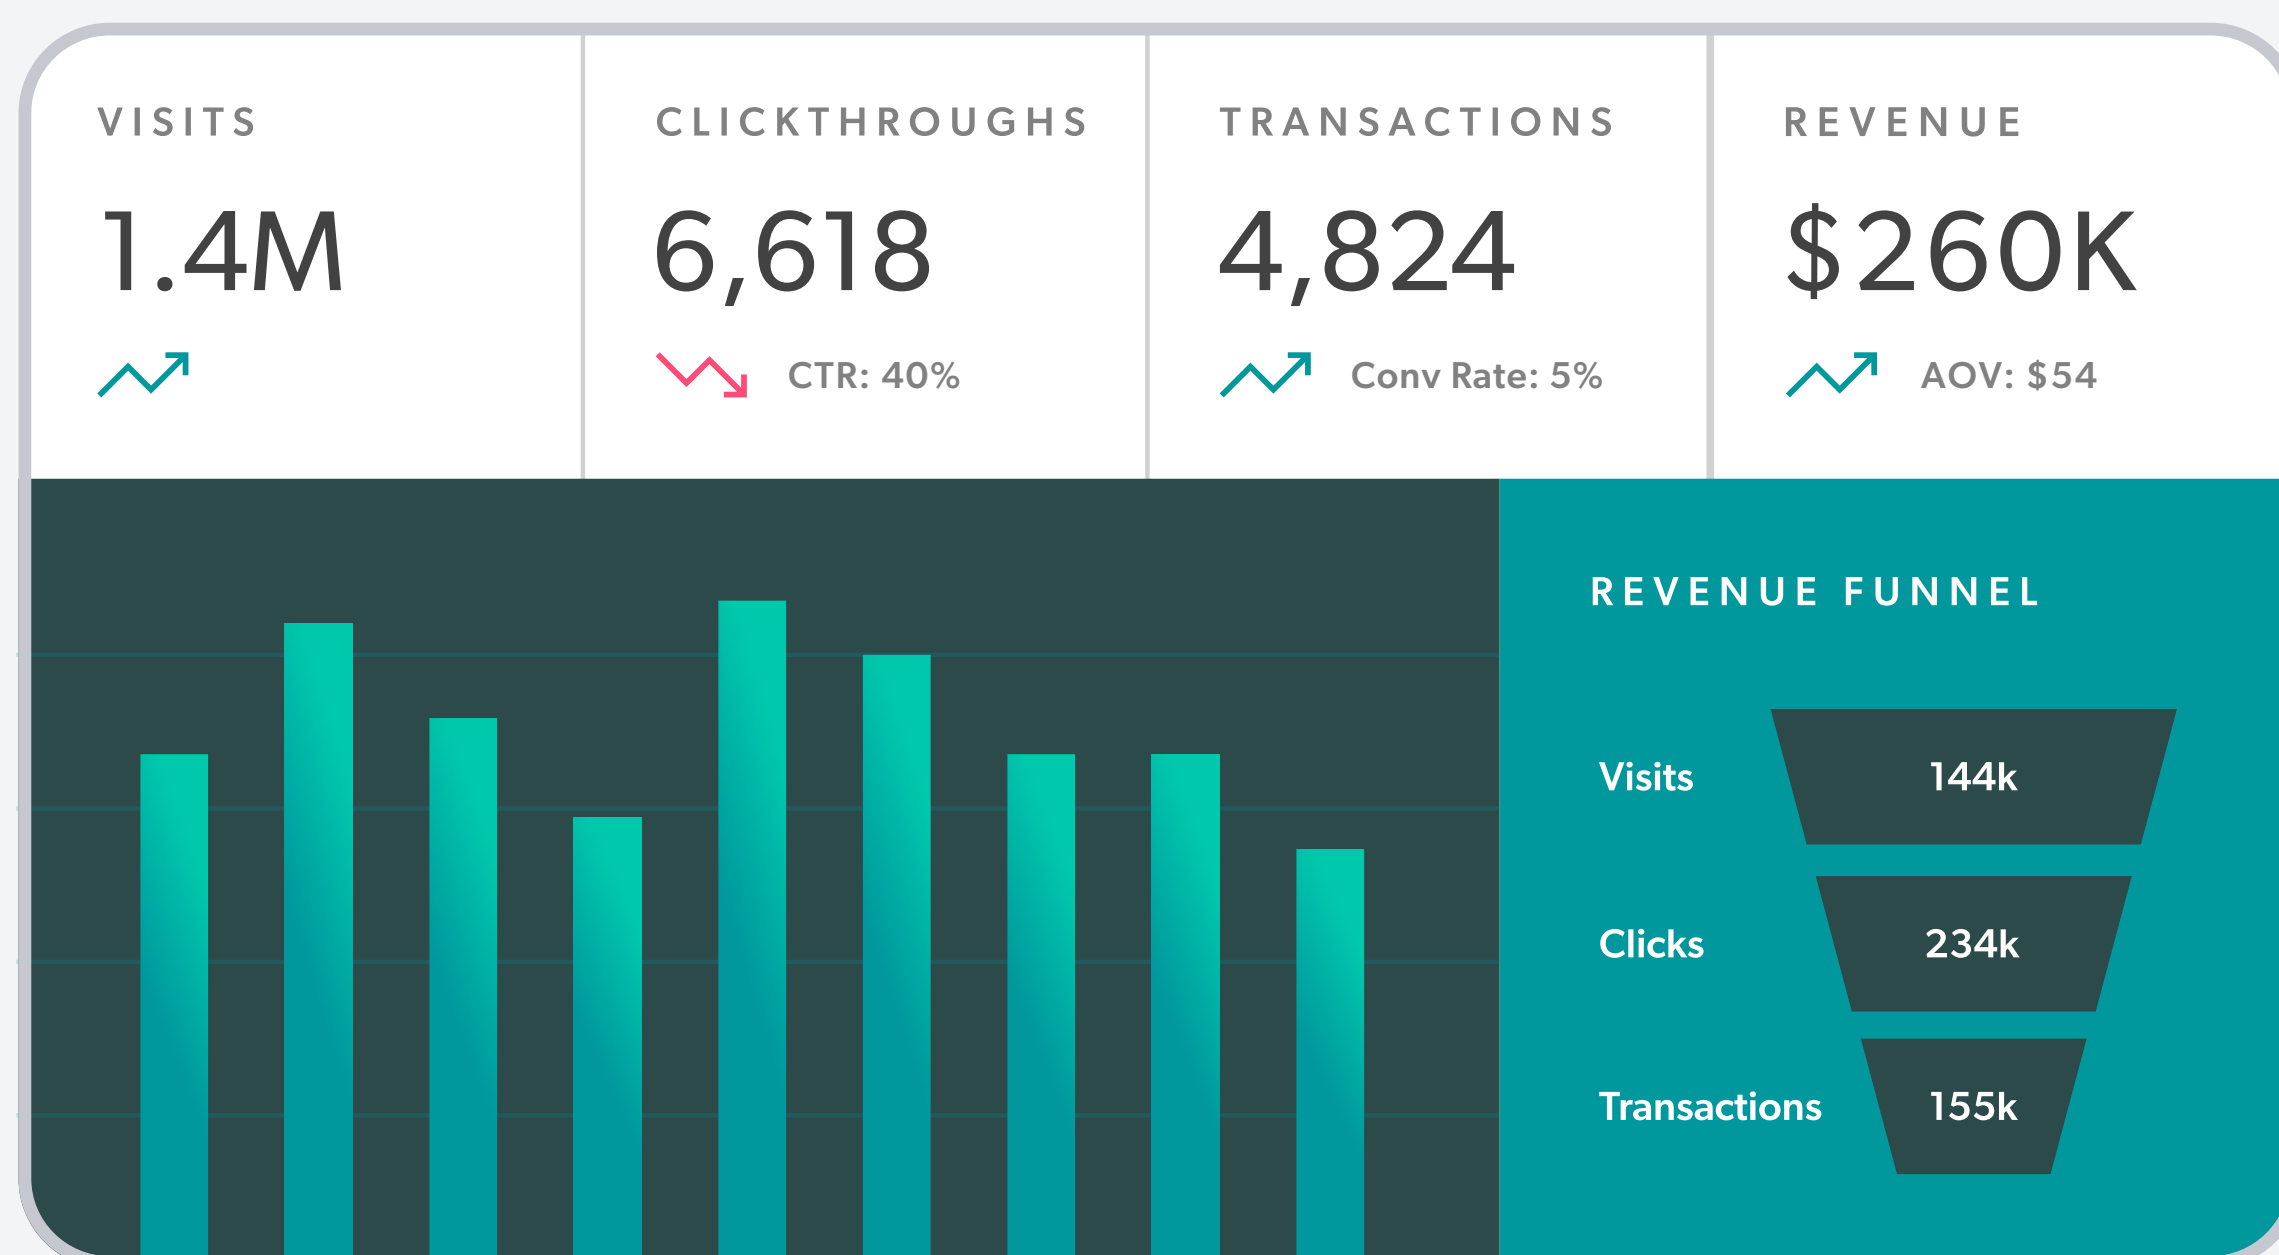 VISITS
1.4M
CLICKTHROUGHS
6,618
CTR: 40%
TRANSACTIONS
4,824
Conv Rate: 5%
REVENUE
$260K
AOV: $54
REVENUE FUNNEL
Visits 144k
Clicks 234k
Transactions 155k